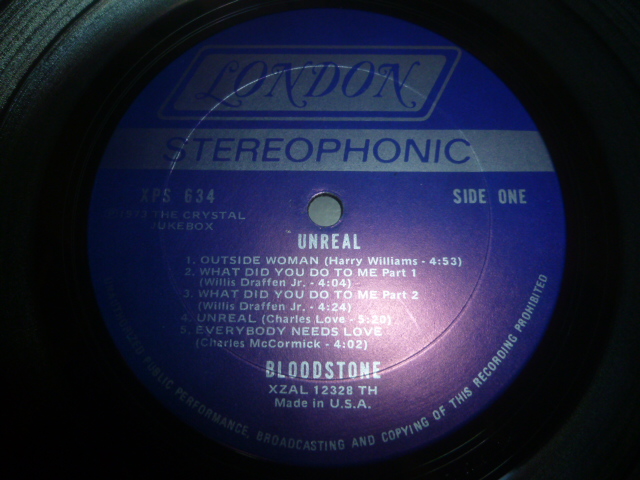 LONDON
STEREOPHONIC
XPS 634
SIDE ONE
℗1973 THE CRYSTAL
JUKEBOX
UNREAL
1. OUTSIDE WOMAN (Harry Williams - 4:53)
2. WHAT DID YOU DO TO ME Part 1
(Willis Draffen Jr. - 4:04)
3. WHAT DID YOU DO TO ME Part 2
(Willis Draffen Jr. - 4:24)
4. UNREAL (Charles Love - 5:20)
5. EVERYBODY NEEDS LOVE
(Charles McCormick - 4:02)
BLOODSTONE
XZAL 12328 TH
Made in U.S.A.
UNAUTHORIZED PUBLIC PERFORMANCE, BROADCASTING AND COPYING OF THIS RECORDING PROHIBITED